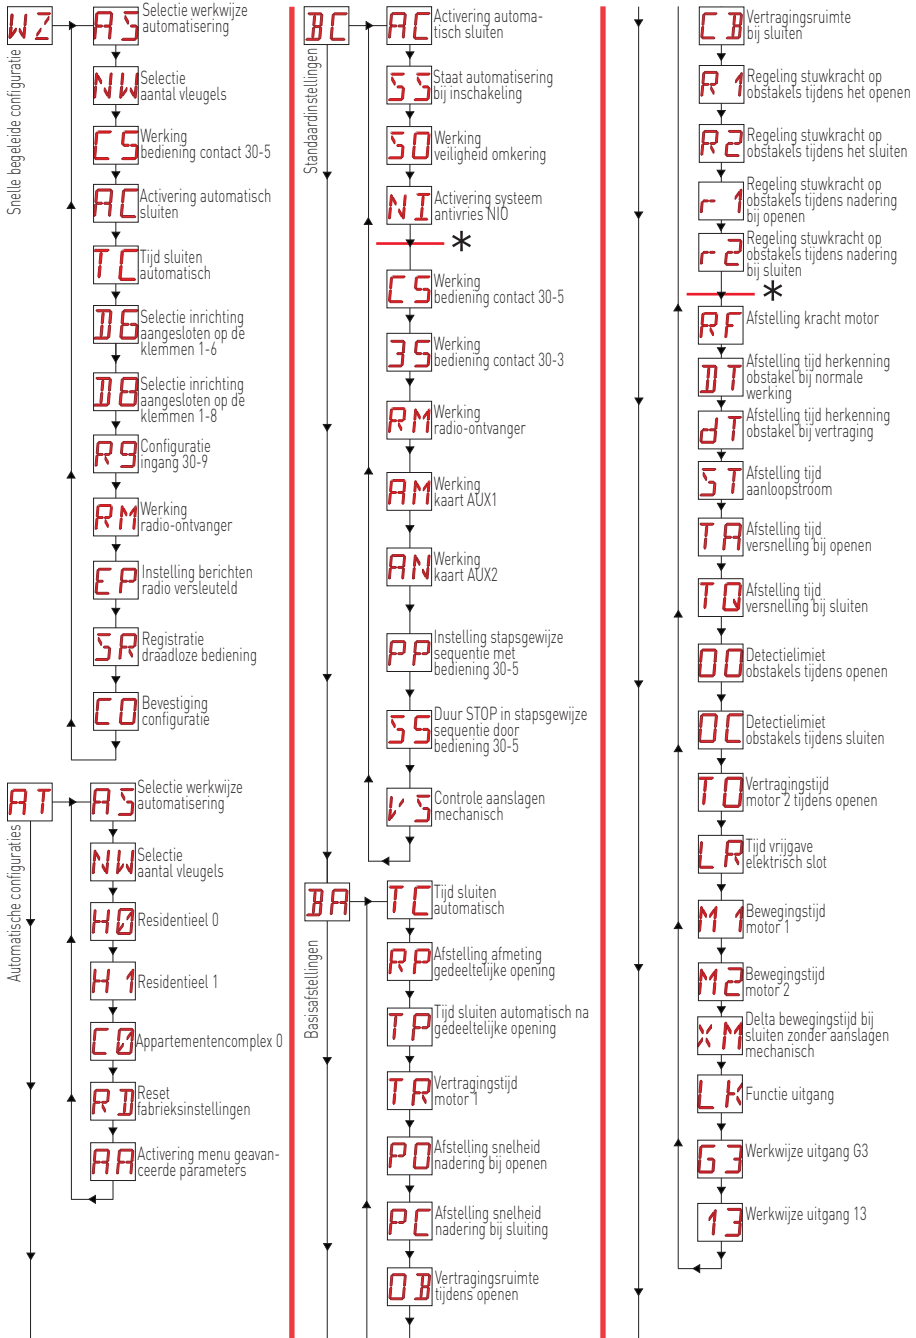 WZ
Snelle begeleide configuratie
AS
Selectie werkwijze
automatisering
NW
Selectie
aantal vleugels
CS
Werking
bediening contact 30-5
AC
Activering automatisch
sluiten
TC
Tijd sluiten
automatisch
D6
Selectie inrichting
aangesloten op de
klemmen 1-6
D8
Selectie inrichting
aangesloten op de
klemmen 1-8
R9
Configuratie
ingang 30-9
RM
Werking
radio-ontvanger
EP
Instelling berichten
radio versleuteld
SR
Registratie
draadloze bediening
CO
Bevestiging
configuratie
AT
Automatische configuraties
AS
Selectie werkwijze
automatisering
NW
Selectie
aantal vleugels
H0
Residentieel 0
H1
Residentieel 1
C0
Appartementencomplex 0
RD
Reset
fabrieksinstellingen
AA
Activering menu geavan-
ceerde parameters
BC
Standaardinstellingen
AC
Activering automa-
tisch sluiten
SS
Staat automatisering
bij inschakeling
SO
Werking
veiligheid omkering
NI
Activering systeem
antivries NIO
*
CS
Werking
bediening contact 30-5
3S
Werking
bediening contact 30-3
RM
Werking
radio-ontvanger
AM
Werking
kaart AUX1
AN
Werking
kaart AUX2
PP
Instelling stapsgewijze
sequentie met
bediening 30-5
S5
Duur STOP in stapsgewijze
sequentie door
bediening 30-5
VS
Controle aanslagen
mechanisch
BA
Basisafstellingen
TC
Tijd sluiten
automatisch
RP
Afstelling afmeting
gedeeltelijke opening
TP
Tijd sluiten automatisch na
gedeeltelijke opening
TR
Vertragingstijd
motor 1
PO
Afstelling snelheid
nadering bij openen
PC
Afstelling snelheid
nadering bij sluiting
OB
Vertragingsruimte
tijdens openen
CB
Vertragingsruimte
bij sluiten
R1
Regeling stuwkracht op
obstakels tijdens het openen
R2
Regeling stuwkracht op
obstakels tijdens het sluiten
r1
Regeling stuwkracht op
obstakels tijdens nadering
bij openen
r2
Regeling stuwkracht op
obstakels tijdens nadering
bij sluiten
*
RF
Afstelling kracht motor
DT
Afstelling tijd herkenning
obstakel bij normale
werking
dT
Afstelling tijd herkenning
obstakel bij vertraging
ST
Afstelling tijd
aanloopstroom
TA
Afstelling tijd
versnelling bij openen
TQ
Afstelling tijd
versnelling bij sluiten
OO
Detectielimiet
obstakels tijdens openen
OC
Detectielimiet
obstakels tijdens sluiten
TO
Vertragingstijd
motor 2 tijdens openen
LR
Tijd vrijgave
elektrisch slot
M1
Bewegingstijd
motor 1
M2
Bewegingstijd
motor 2
XM
Delta bewegingstijd bij
sluiten zonder aanslagen
mechanisch
LK
Functie uitgang
G3
Werkwijze uitgang G3
13
Werkwijze uitgang 13